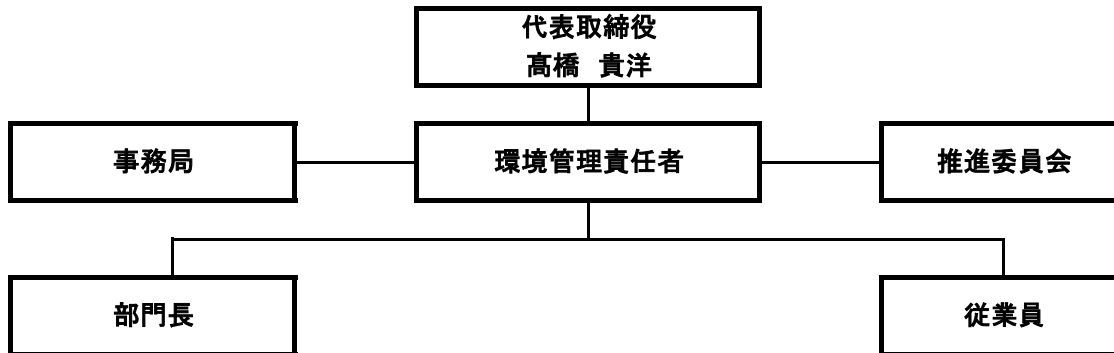 代表取締役
髙橋　貴洋
事務局
環境管理責任者
推進委員会
部門長
従業員